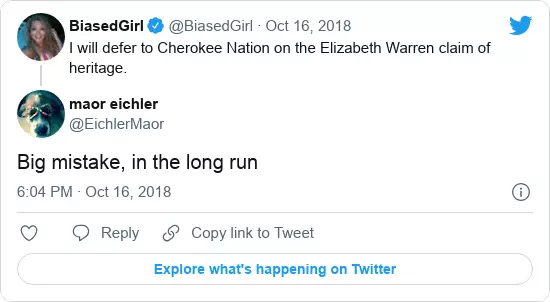 BiasedGirl @BiasedGirl · Oct 16, 2018
I will defer to Cherokee Nation on the Elizabeth Warren claim of
heritage.
maor eichler
@EichlerMaor
Big mistake, in the long run
6:04 PM · Oct 16, 2018
Reply
Copy link to Tweet
Explore what's happening on Twitter